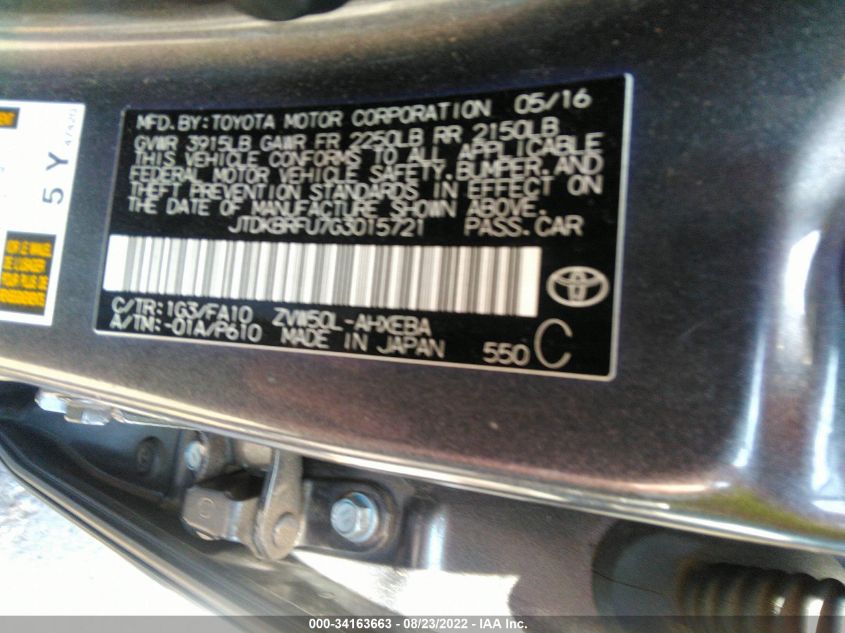 MFD. BY: TOYOTA MOTOR CORPORATION 05/16
GVWR 3915LB GAWR FR 2250LB RR 2150LB
THIS VEHICLE CONFORMS TO ALL APPLICABLE
FEDERAL MOTOR VEHICLE SAFETY, BUMPER, AND
THEFT PREVENTION STANDARDS IN EFFECT ON
THE DATE OF MANUFACTURE SHOWN ABOVE.
JTDKBRFU7G3015721 PASS. CAR
C/TR: 1G3/FA10 ZVW50L-AHXEBA
A/TM: -01A/P610 MADE IN JAPAN 550 C
5 Y
47420
000-34163663 - 08/23/2022 - IAA Inc.